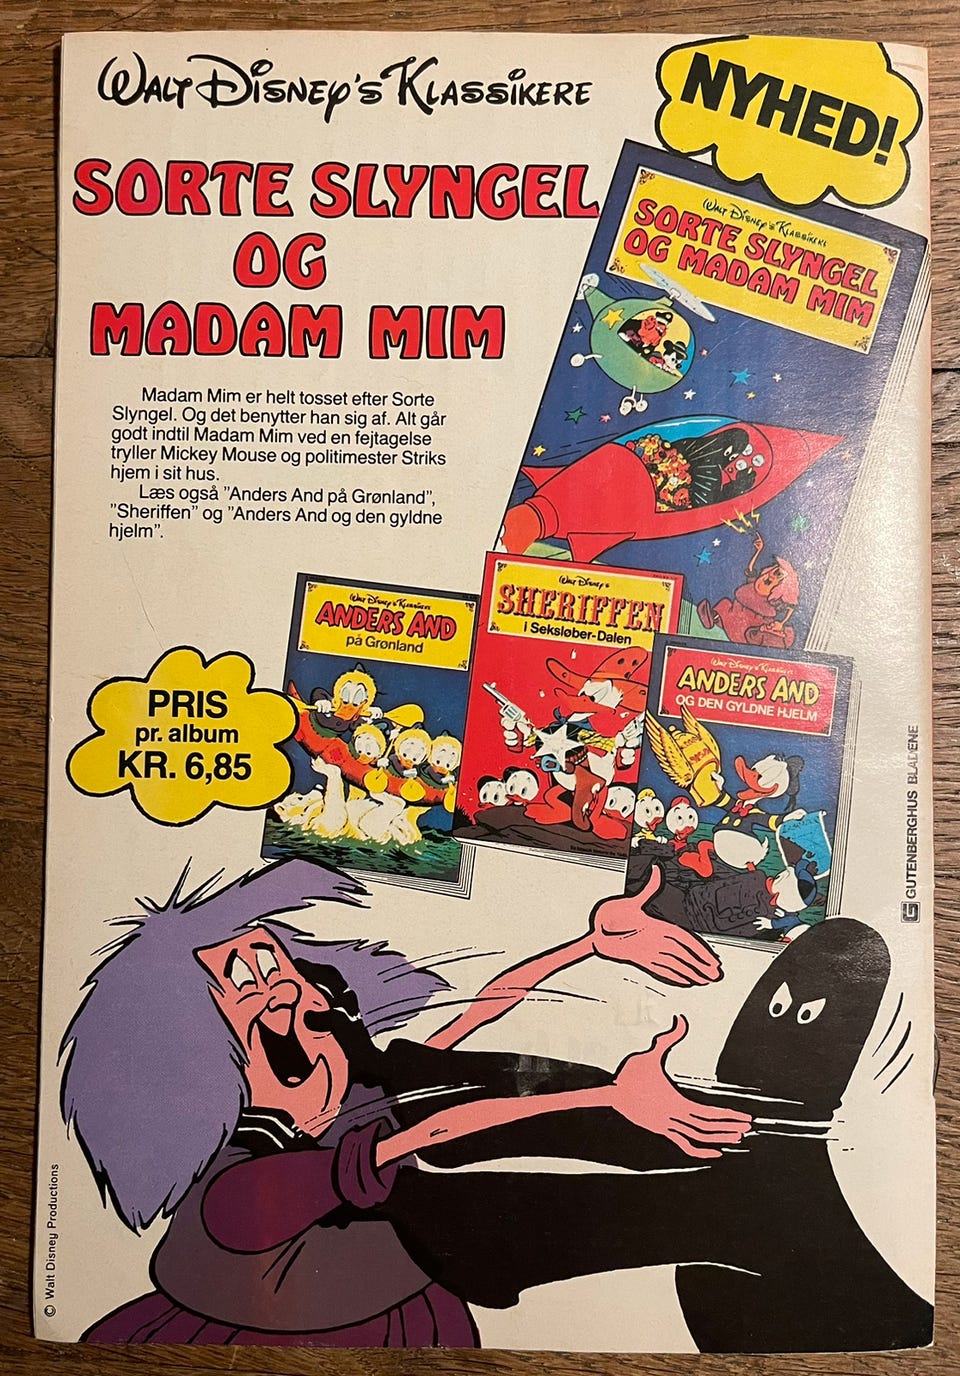 WALT DISNEY'S KLASSIKERE
NYHED!
SORTE SLYNGEL
OG
MADAM MIM
Madam Mim er helt tosset efter Sorte
Slyngel. Og det benytter han sig af. Alt går
godt indtil Madam Mim ved en fejtagelse
tryller Mickey Mouse og politimester Striks
hjem i sit hus.
Læs også "Anders And på Grønland",
"Sheriffen" og "Anders And og den gyldne
hjelm".
WALT DISNEY'S KLASSIKERE
SORTE SLYNGEL
OG MADAM MIM
WALT DISNEY'S KLASSIKERE
ANDERS AND
på Grønland
WALT DISNEY'S
SHERIFFEN
i Seksløber-Dalen
WALT DISNEY'S KLASSIKERE
ANDERS AND
OG DEN GYLDNE HJELM
PRIS
pr. album
KR. 6,85
G GUTENBERGHUS BLADENE
© Walt Disney Productions